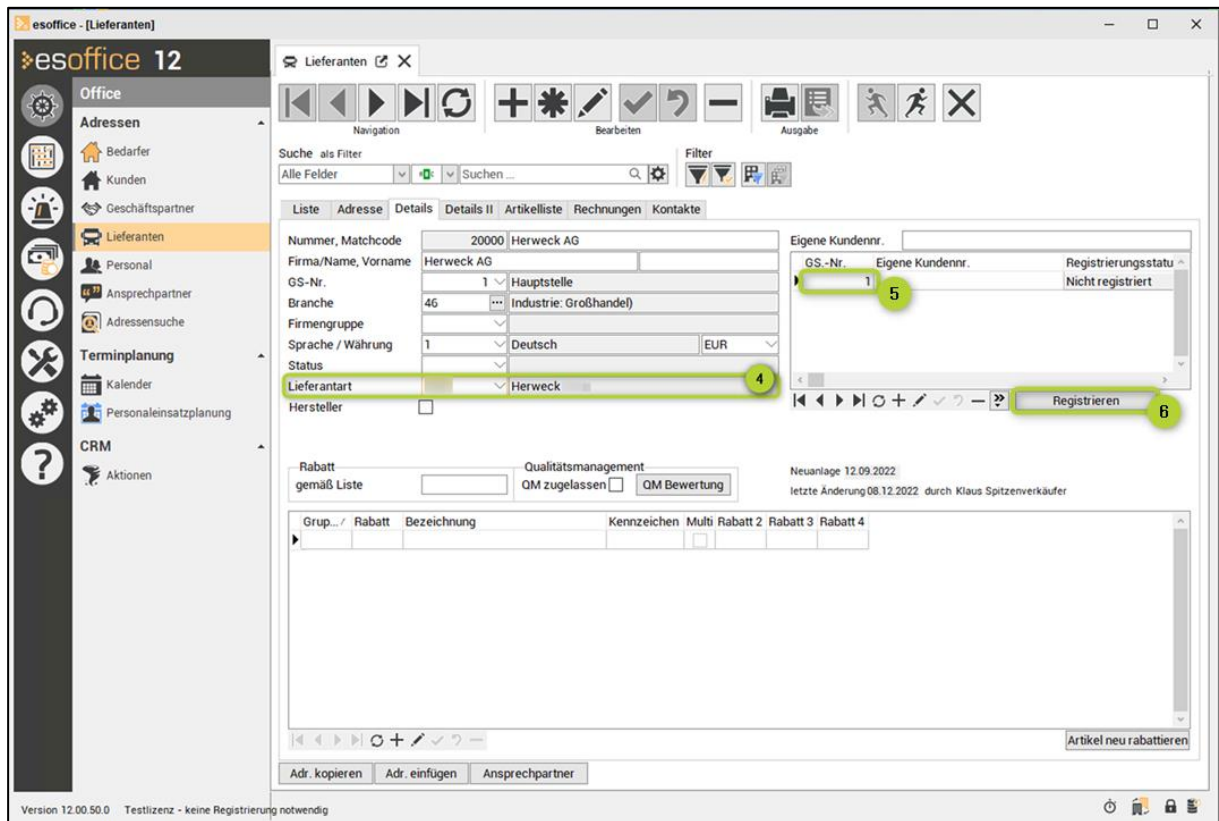 esoffice - [Lieferanten]
esoffice 12
Office
Adressen
Bedarfer
Kunden
Geschäftspartner
Lieferanten
Personal
Ansprechpartner
Adressensuche
Terminplanung
Kalender
Personaleinsatzplanung
CRM
Aktionen
Lieferanten
Navigation Bearbeiten Ausgabe
Suche als Filter Filter
Alle Felder Suchen ...
Liste Adresse Details Details II Artikelliste Rechnungen Kontakte
Nummer, Matchcode 20000 Herweck AG
Firma/Name, Vorname Herweck AG
GS-Nr. 1 Hauptstelle
Branche 46 ... Industrie: Großhandel)
Firmengruppe
Sprache / Währung 1 Deutsch EUR
Status
Lieferantart Herweck 4
Hersteller
Eigene Kundennr.
GS.-Nr. Eigene Kundennr. Registrierungsstatu
1 Nicht registriert
5
Registrieren 6
Rabatt
gemäß Liste
Qualitätsmanagement
QM zugelassen QM Bewertung
Neuanlage 12.09.2022
letzte Änderung 08.12.2022 durch Klaus Spitzenverkäufer
Grup... Rabatt Bezeichnung Kennzeichen Multi Rabatt 2 Rabatt 3 Rabatt 4
Artikel neu rabattieren
Adr. kopieren Adr. einfügen Ansprechpartner
Version 12.00.50.0 Testlizenz - keine Registrierung notwendig